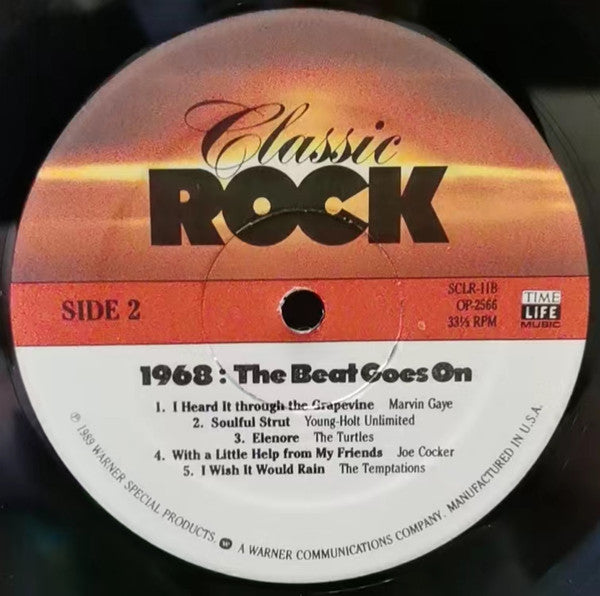 Classic
ROCK
SIDE 2
SCLR-11B
OP-2566
33⅓ RPM
TIME
LIFE
MUSIC
1968 : The Beat Goes On
1. I Heard It through the Grapevine Marvin Gaye
2. Soulful Strut Young-Holt Unlimited
3. Elenore The Turtles
4. With a Little Help from My Friends Joe Cocker
5. I Wish It Would Rain The Temptations
℗ 1989 WARNER SPECIAL PRODUCTS, A WARNER COMMUNICATIONS COMPANY. MANUFACTURED IN U.S.A.